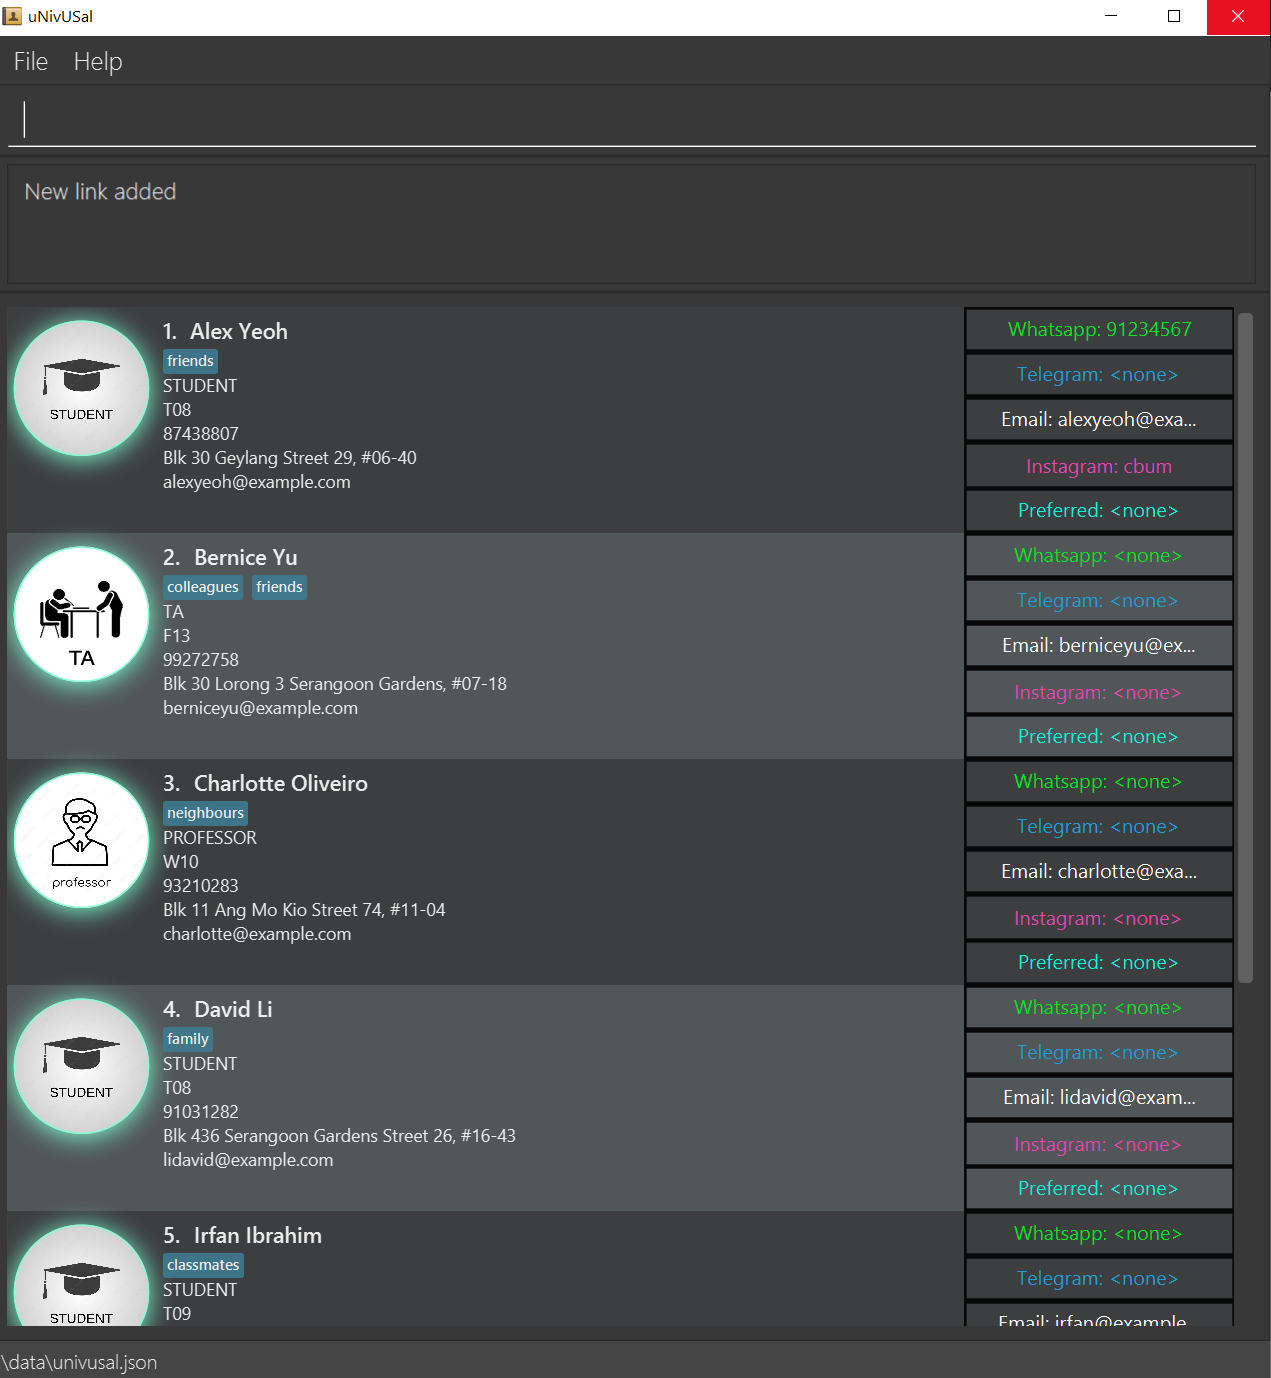 uNivUSal
File Help
New link added
STUDENT
1. Alex Yeoh
friends
STUDENT
T08
87438807
Blk 30 Geylang Street 29, #06-40
alexyeoh@example.com
Whatsapp: 91234567
Telegram: <none>
Email: alexyeoh@exa...
Instagram: cbum
Preferred: <none>
TA
2. Bernice Yu
colleagues friends
TA
F13
99272758
Blk 30 Lorong 3 Serangoon Gardens, #07-18
berniceyu@example.com
Whatsapp: <none>
Telegram: <none>
Email: berniceyu@ex...
Instagram: <none>
Preferred: <none>
professor
3. Charlotte Oliveiro
neighbours
PROFESSOR
W10
93210283
Blk 11 Ang Mo Kio Street 74, #11-04
charlotte@example.com
Whatsapp: <none>
Telegram: <none>
Email: charlotte@exa...
Instagram: <none>
Preferred: <none>
STUDENT
4. David Li
family
STUDENT
T08
91031282
Blk 436 Serangoon Gardens Street 26, #16-43
lidavid@example.com
Whatsapp: <none>
Telegram: <none>
Email: lidavid@exam...
Instagram: <none>
Preferred: <none>
STUDENT
5. Irfan Ibrahim
classmates
STUDENT
T09
Whatsapp: <none>
Telegram: <none>
Email: irfan@example...
\data\univusal.json